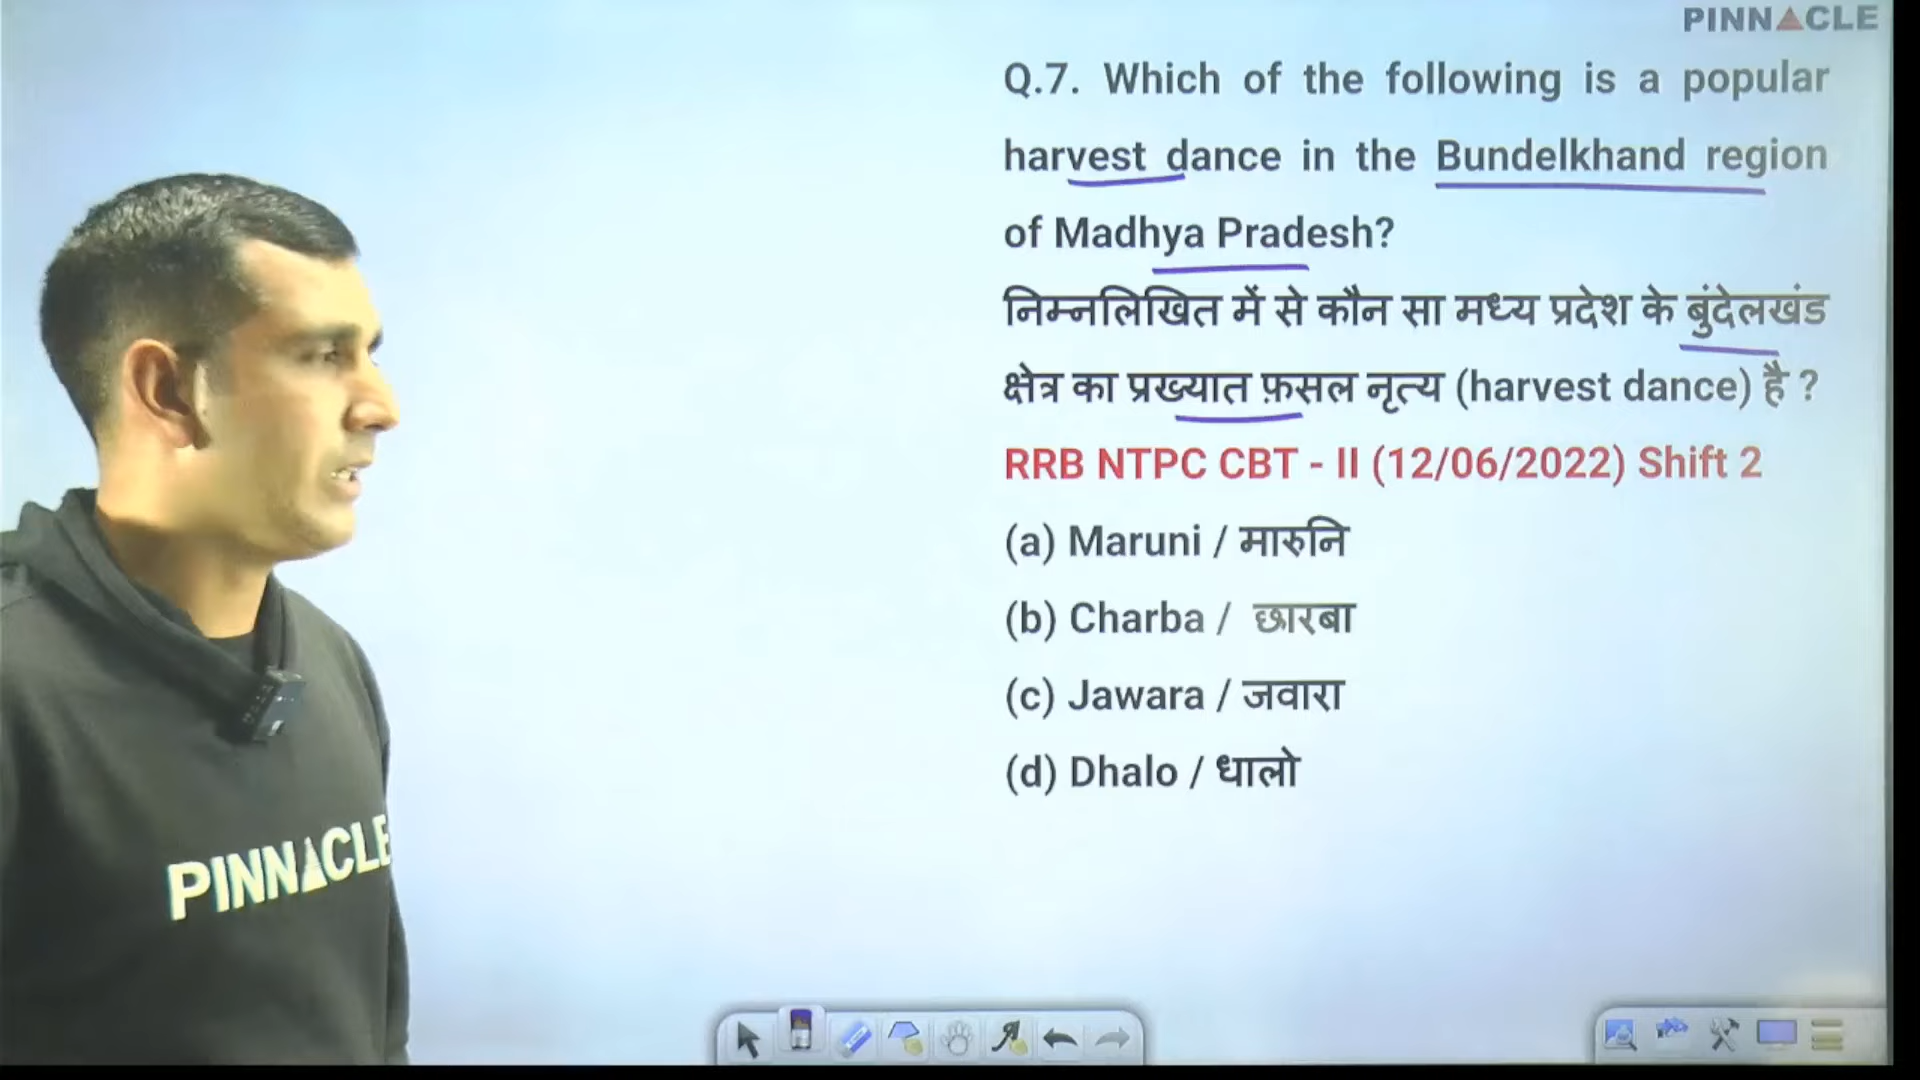 PINNACLE
Q.7. Which of the following is a popular
harvest dance in the Bundelkhand region
of Madhya Pradesh?
निम्नलिखित में से कौन सा मध्य प्रदेश के बुंदेलखंड
क्षेत्र का प्रख्यात फ़सल नृत्य (harvest dance) है ?
RRB NTPC CBT - II (12/06/2022) Shift 2
(a) Maruni / मारुनि
(b) Charba / छारबा
(c) Jawara / जवारा
(d) Dhalo / धालो
PINNACLE